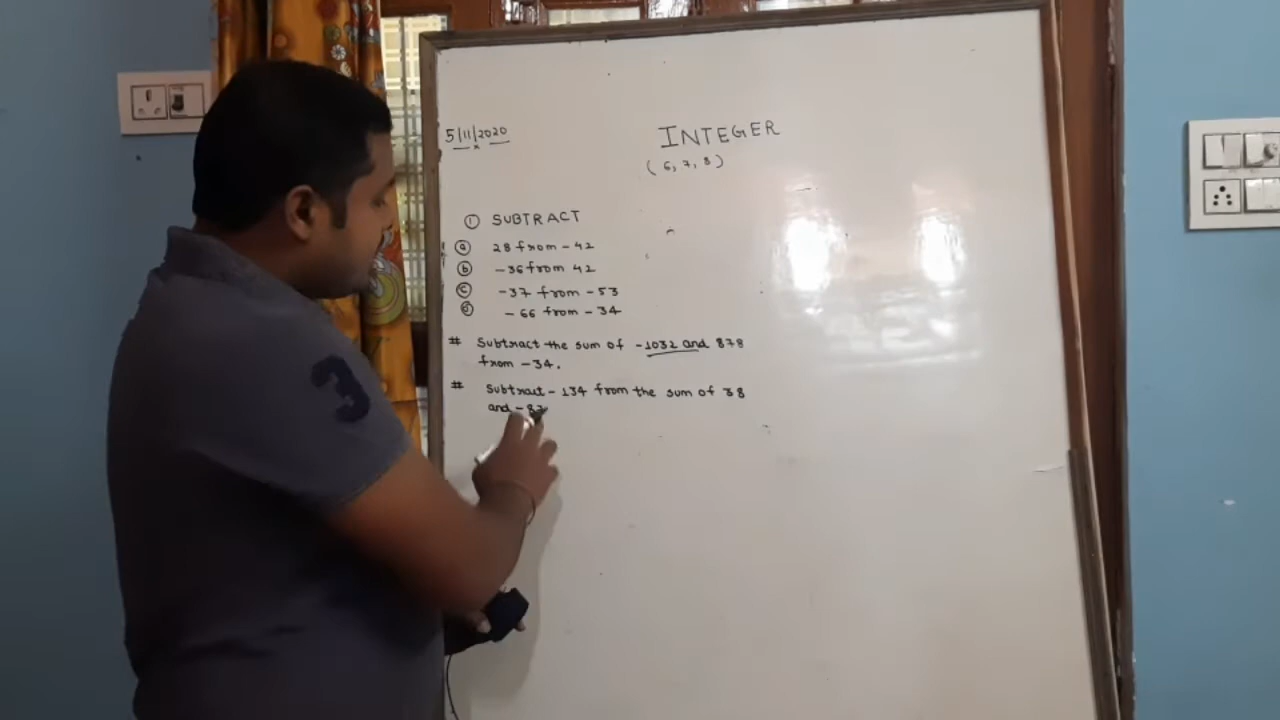 5/11/2020
INTEGER
(6, 7, 8)
① SUBTRACT
ⓐ 28 from - 42
ⓑ -36 from 42
ⓒ -37 from -53
ⓓ - 66 from - 34
# Subtract the sum of -1032 and 878
from -34.
# Subtract - 134 from the sum of 38
and - 87
3